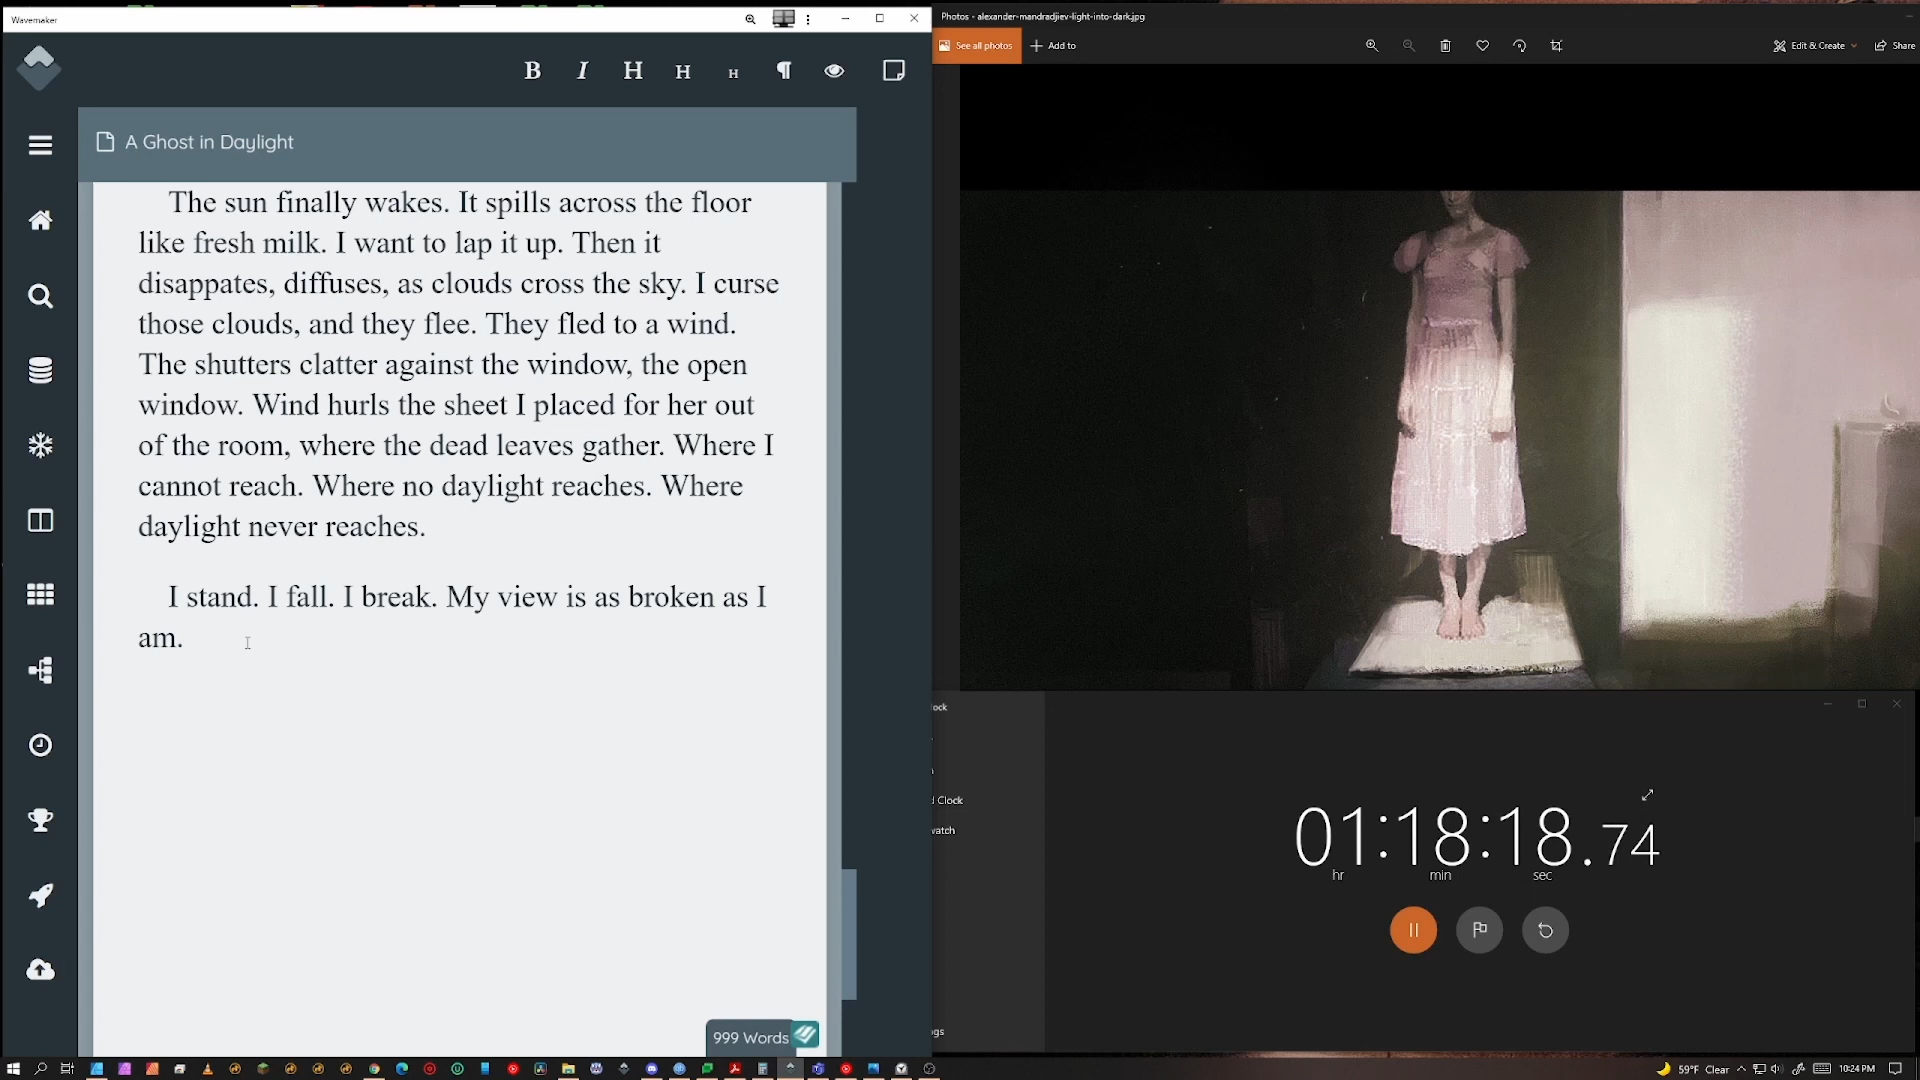 Wavemaker
B I H H H ¶
A Ghost in Daylight
The sun finally wakes. It spills across the floor
like fresh milk. I want to lap it up. Then it
disappates, diffuses, as clouds cross the sky. I curse
those clouds, and they flee. They fled to a wind.
The shutters clatter against the window, the open
window. Wind hurls the sheet I placed for her out
of the room, where the dead leaves gather. Where I
cannot reach. Where no daylight reaches. Where
daylight never reaches.
I stand. I fall. I break. My view is as broken as I
am.
999 Words
Photos - alexander-mandradjiev-light-into-dark.jpg
See all photos
Add to
Edit & Create
Share
ock
d Clock
watch
gs
01:18:18.74
hr min sec
59°F Clear
10:24 PM